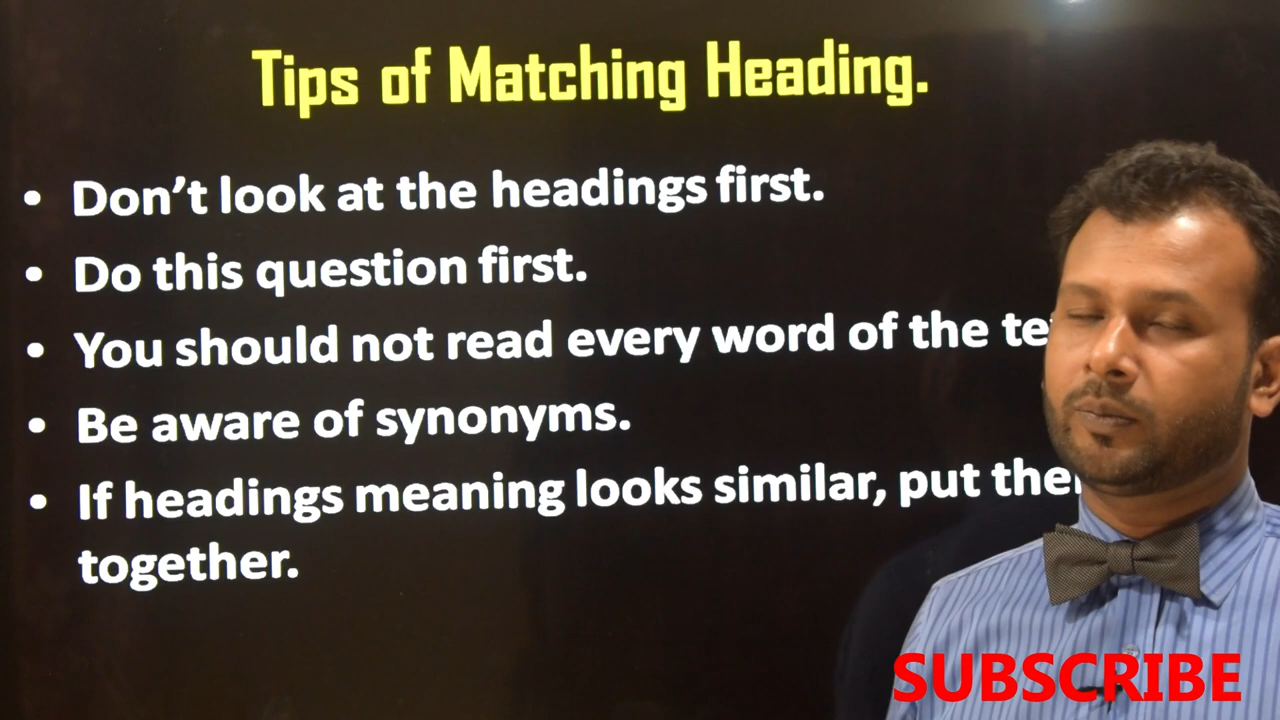 Tips of Matching Heading.
• Don't look at the headings first.
• Do this question first.
• You should not read every word of the
• Be aware of synonyms.
• If headings meaning looks similar, put
together.
SUBSCRIBE